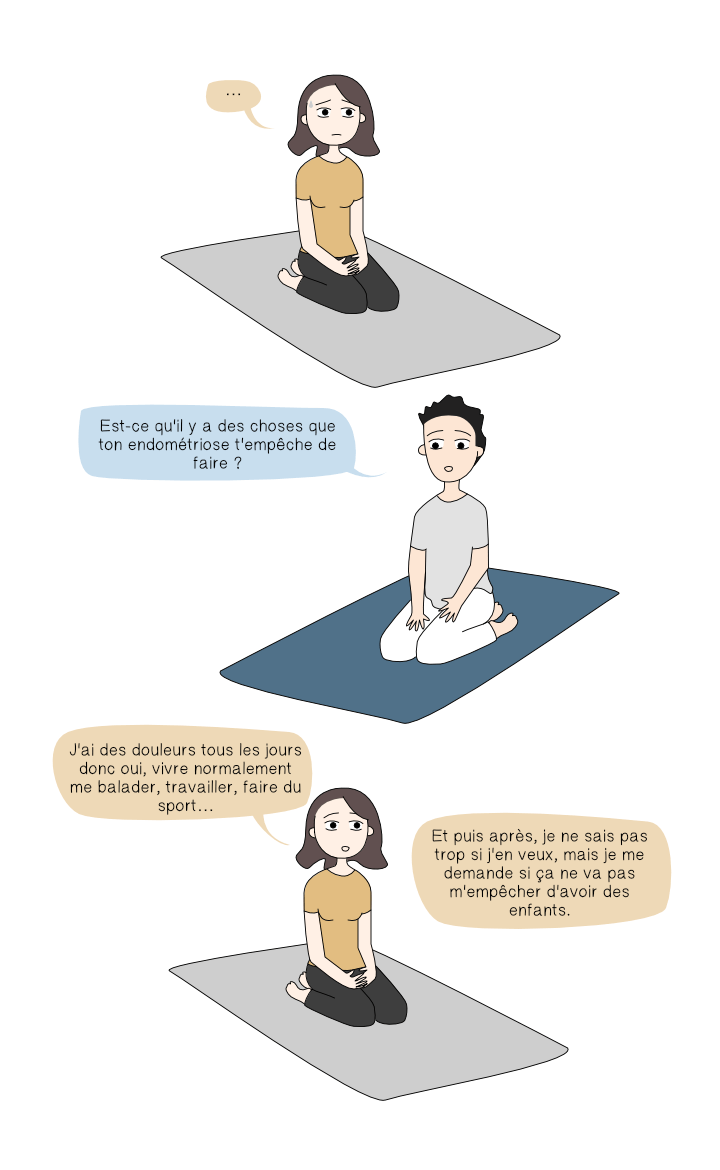 ...
Est-ce qu'il y a des choses que
ton endométriose t'empêche de
faire ?
J'ai des douleurs tous les jours
donc oui, vivre normalement
me balader, travailler, faire du
sport...
Et puis après, je ne sais pas
trop si j'en veux, mais je me
demande si ça ne va pas
m'empêcher d'avoir des
enfants.